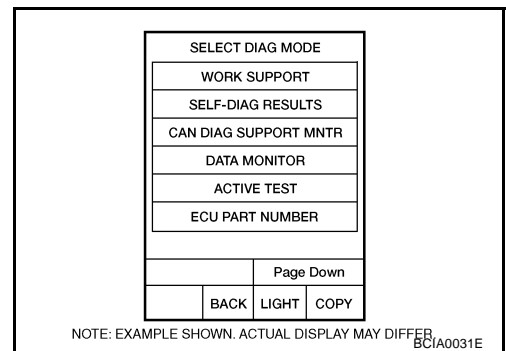 SELECT DIAG MODE
WORK SUPPORT
SELF-DIAG RESULTS
CAN DIAG SUPPORT MNTR
DATA MONITOR
ACTIVE TEST
ECU PART NUMBER
Page Down
BACK LIGHT COPY
NOTE: EXAMPLE SHOWN. ACTUAL DISPLAY MAY DIFFER.
BCIA0031E